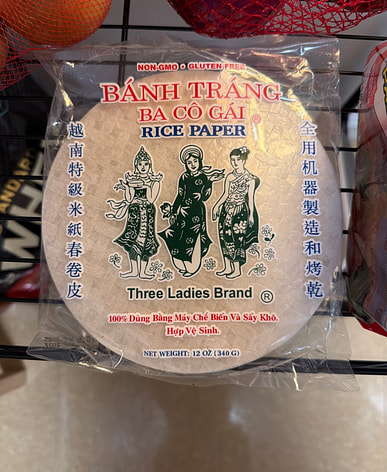 NON-GMO • GLUTEN FREE
BÁNH TRÁNG
BA CÔ GÁI ®
RICE PAPER
越南特級米紙春卷皮
全用机器製造和烤乾
Three Ladies Brand ®
100% Dùng Bằng Máy Chế Biến Và Sấy Khô.
Hợp Vệ Sinh.
NET WEIGHT: 12 OZ (340 G)